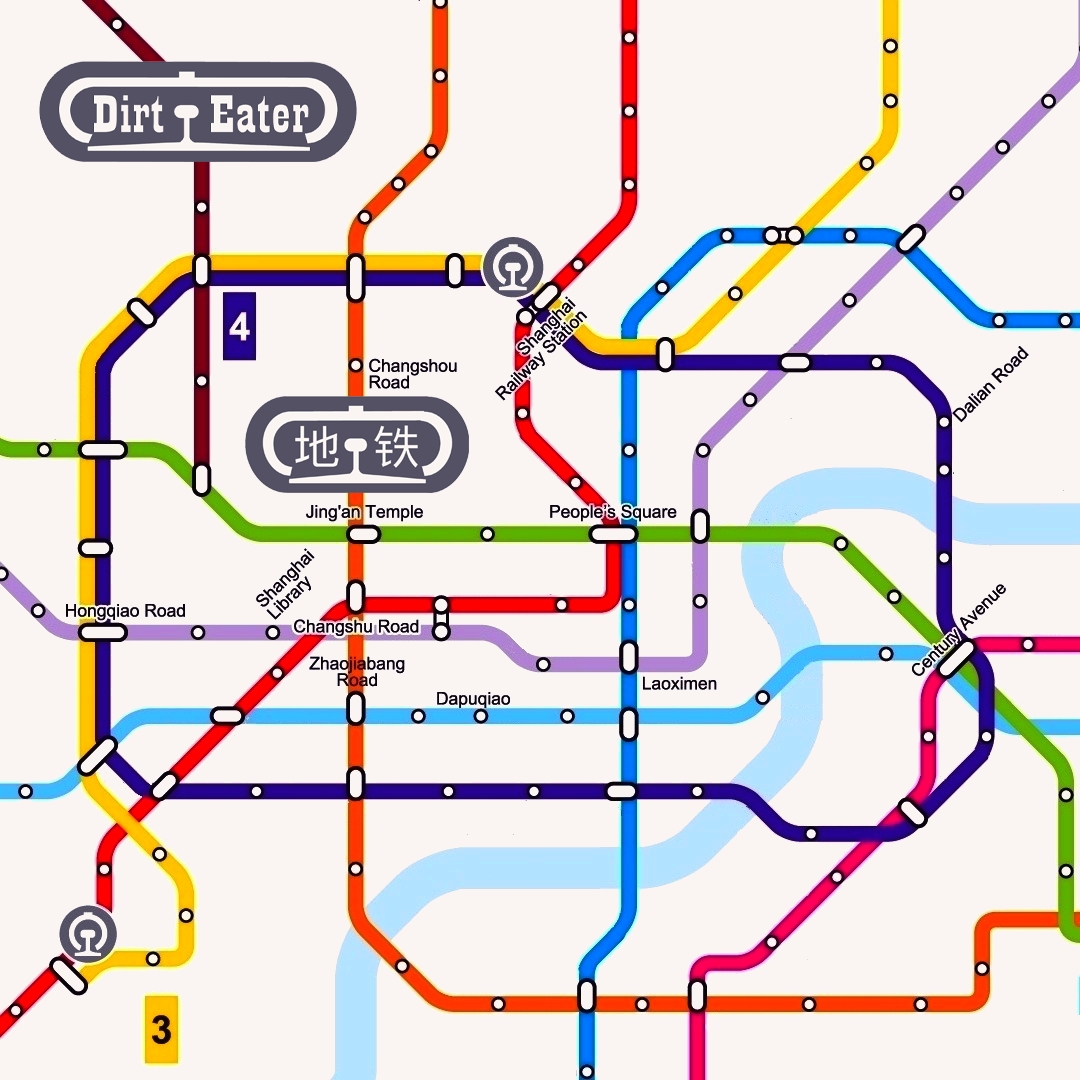 Dirt Eater
4
Shanghai
Railway Station
Changshou
Road
Dalian Road
地铁
Jing'an Temple
People's Square
Shanghai
Library
Hongqiao Road
Changshu Road
Century Avenue
Zhaojiabang
Road
Laoximen
Dapuqiao
3